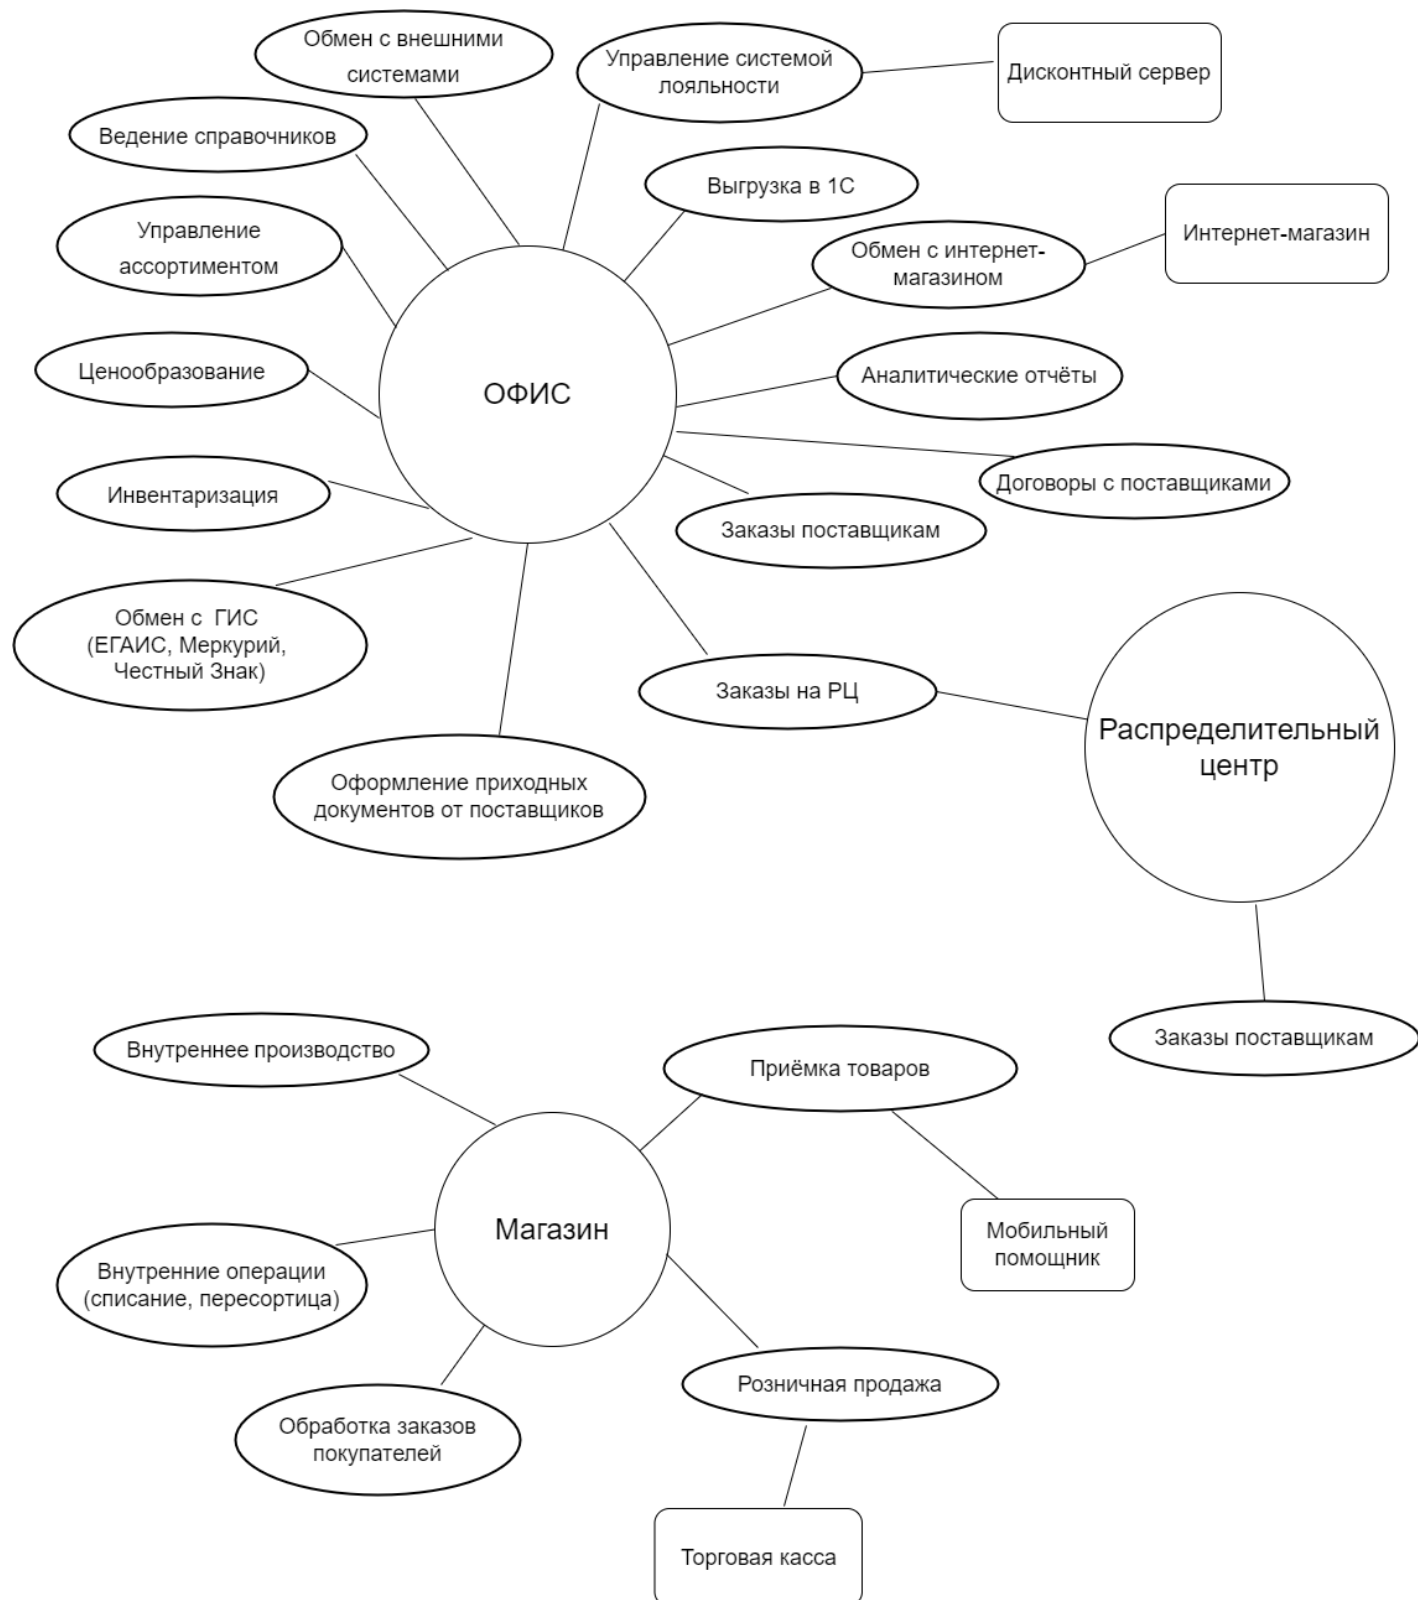 Обмен с внешними
системами
Управление системой
лояльности
Дисконтный сервер
Ведение справочников
Выгрузка в 1С
Управление
ассортиментом
Обмен с интернет-
магазином
Интернет-магазин
Ценообразование
ОФИС
Аналитические отчёты
Инвентаризация
Договоры с поставщиками
Заказы поставщикам
Обмен с ГИС
(ЕГАИС, Меркурий,
Честный Знак)
Заказы на РЦ
Распределительный
центр
Оформление приходных
документов от поставщиков
Заказы поставщикам
Внутреннее производство
Приёмка товаров
Магазин
Мобильный
помощник
Внутренние операции
(списание, пересортица)
Розничная продажа
Обработка заказов
покупателей
Торговая касса